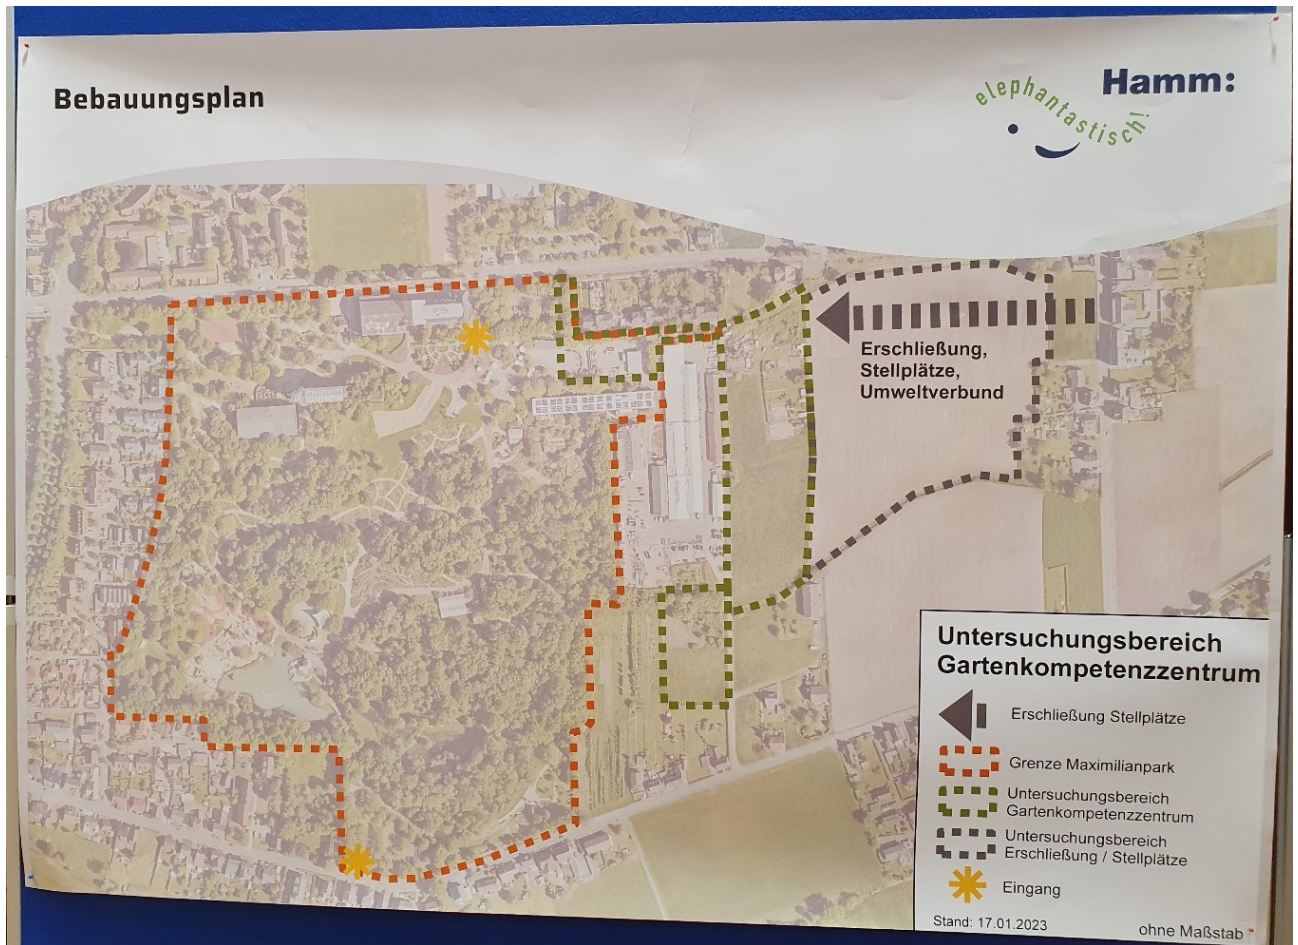 Bebauungsplan
elephantastisch!
Hamm:
Erschließung,
Stellplätze,
Umweltverbund
Untersuchungsbereich
Gartenkompetenzzentrum
Erschließung Stellplätze
Grenze Maximilianpark
Untersuchungsbereich
Gartenkompetenzzentrum
Untersuchungsbereich
Erschließung / Stellplätze
Eingang
Stand: 17.01.2023
ohne Maßstab